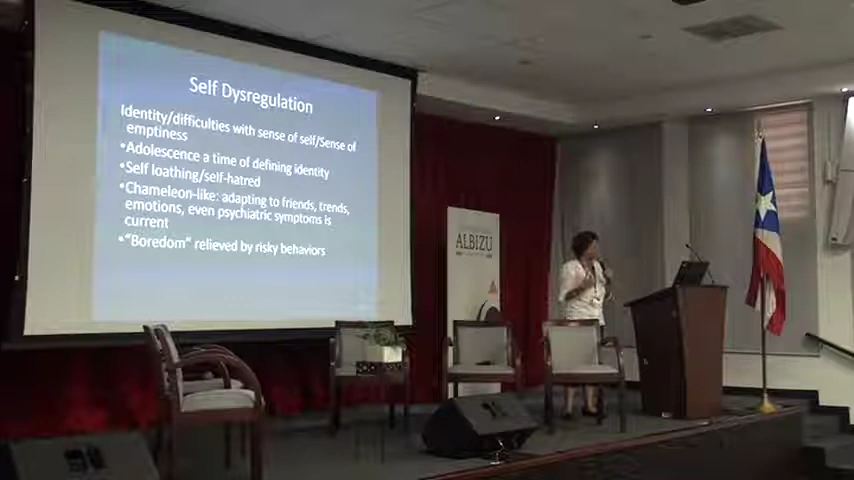 Self Dysregulation
Identity/difficulties with sense of self/Sense of
emptiness
•Adolescence a time of defining identity
•Self loathing/self-hatred
•Chameleon-like: adapting to friends, trends,
emotions, even psychiatric symptoms is
current
•"Boredom" relieved by risky behaviors
ALBIZU